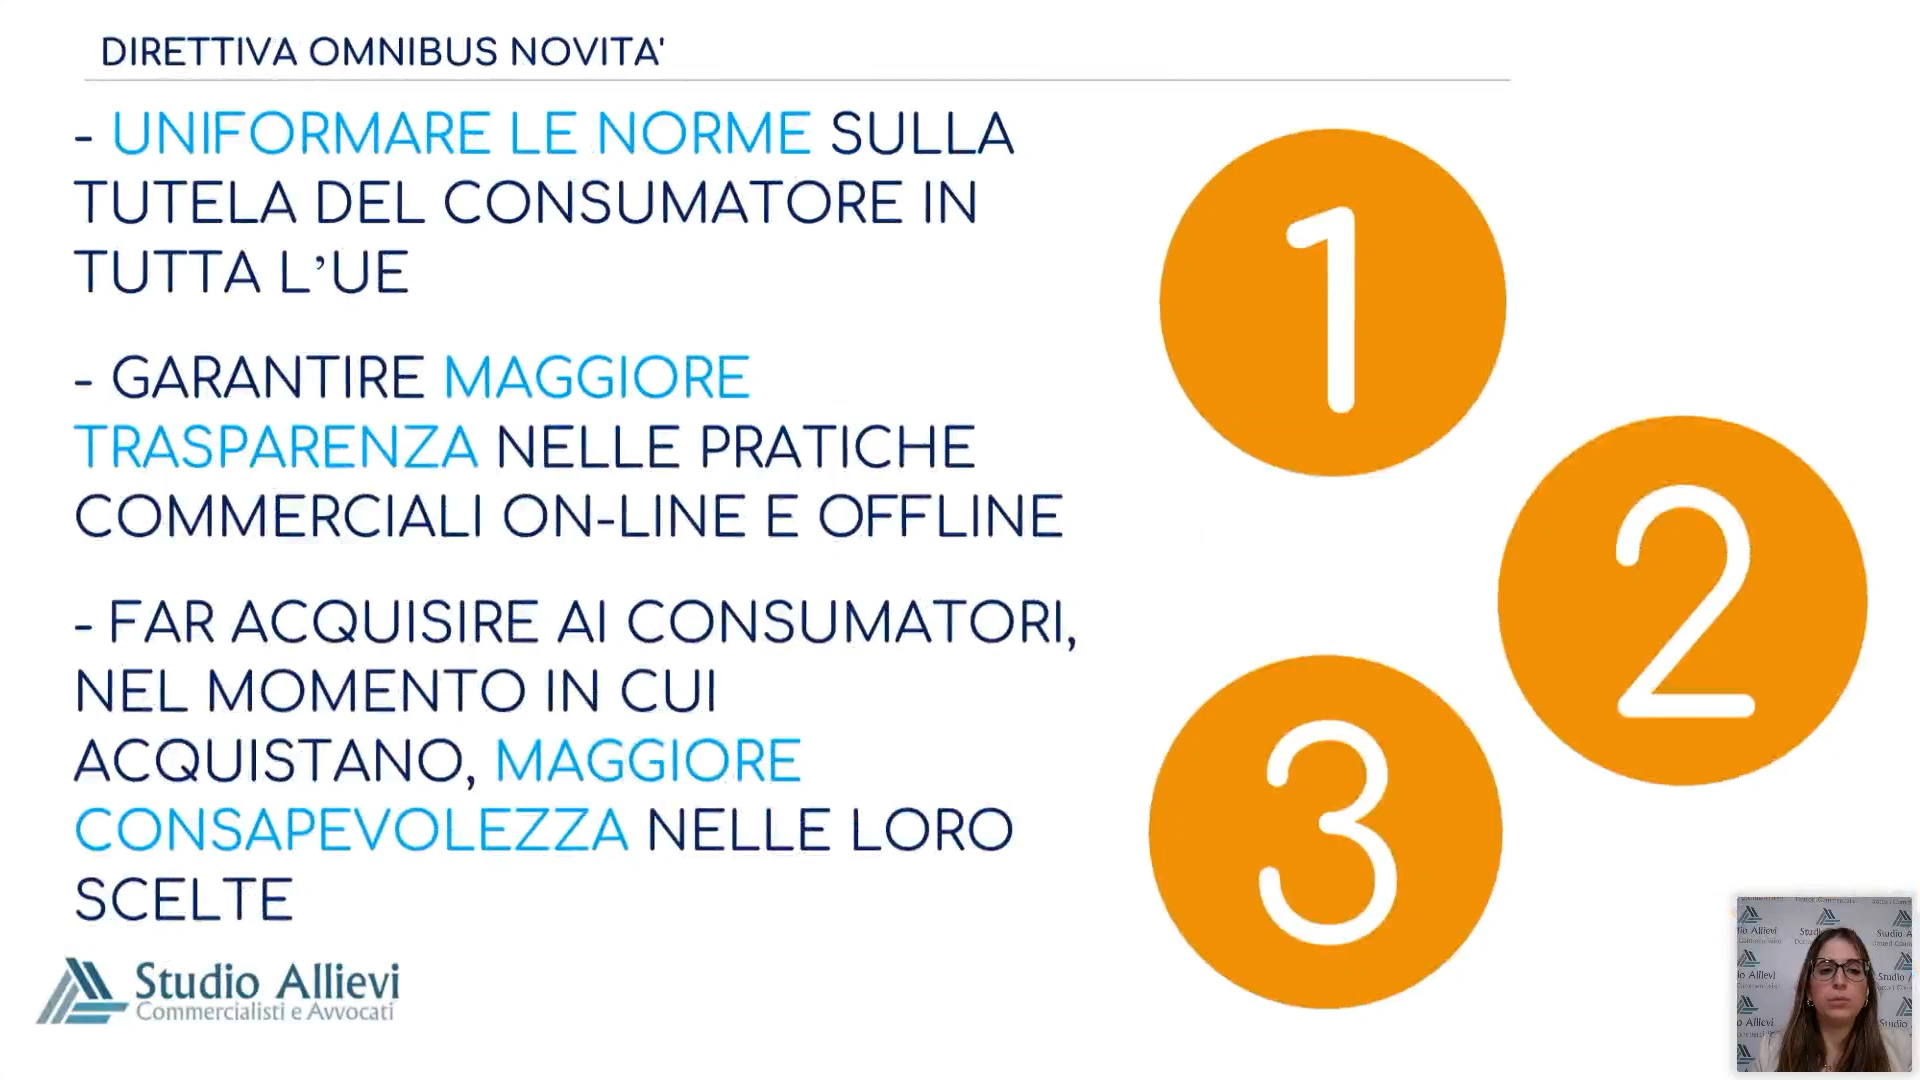 DIRETTIVA OMNIBUS NOVITA'
- UNIFORMARE LE NORME SULLA
TUTELA DEL CONSUMATORE IN
TUTTA L'UE
- GARANTIRE MAGGIORE
TRASPARENZA NELLE PRATICHE
COMMERCIALI ON-LINE E OFFLINE
- FAR ACQUISIRE AI CONSUMATORI,
NEL MOMENTO IN CUI
ACQUISTANO, MAGGIORE
CONSAPEVOLEZZA NELLE LORO
SCELTE
1
2
3
Studio Allievi
Commercialisti e Avvocati